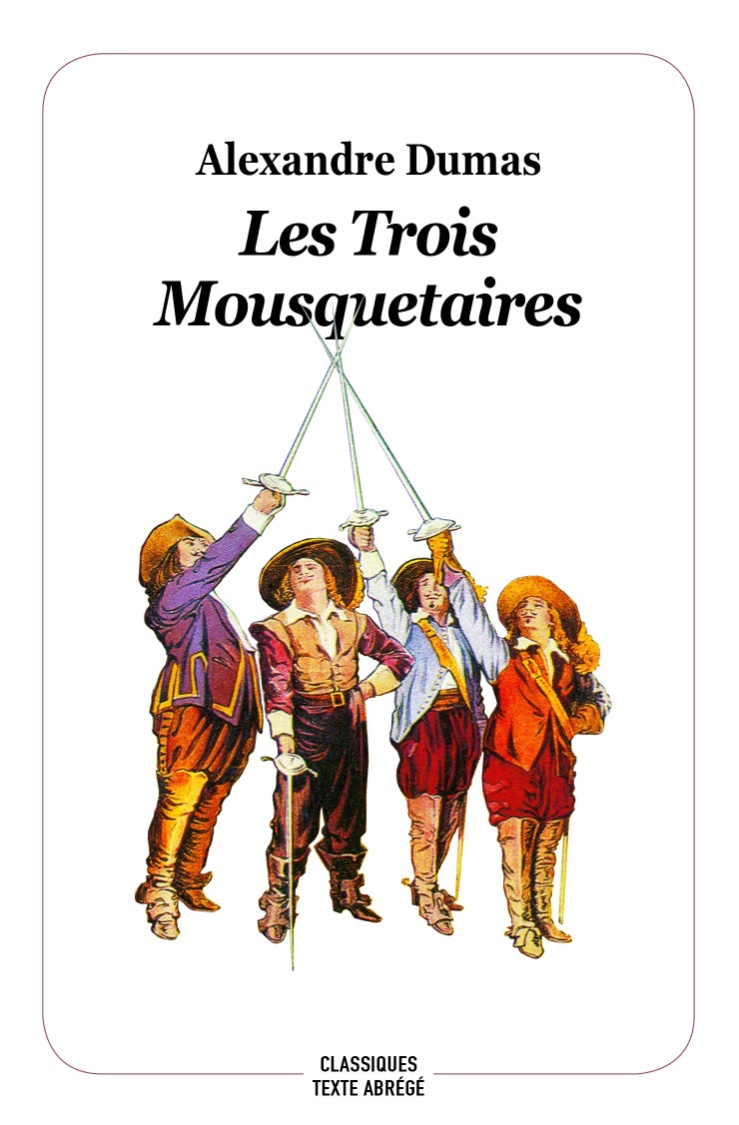 Alexandre Dumas
Les Trois
Mousquetaires
CLASSIQUES
TEXTE ABRÉGÉ